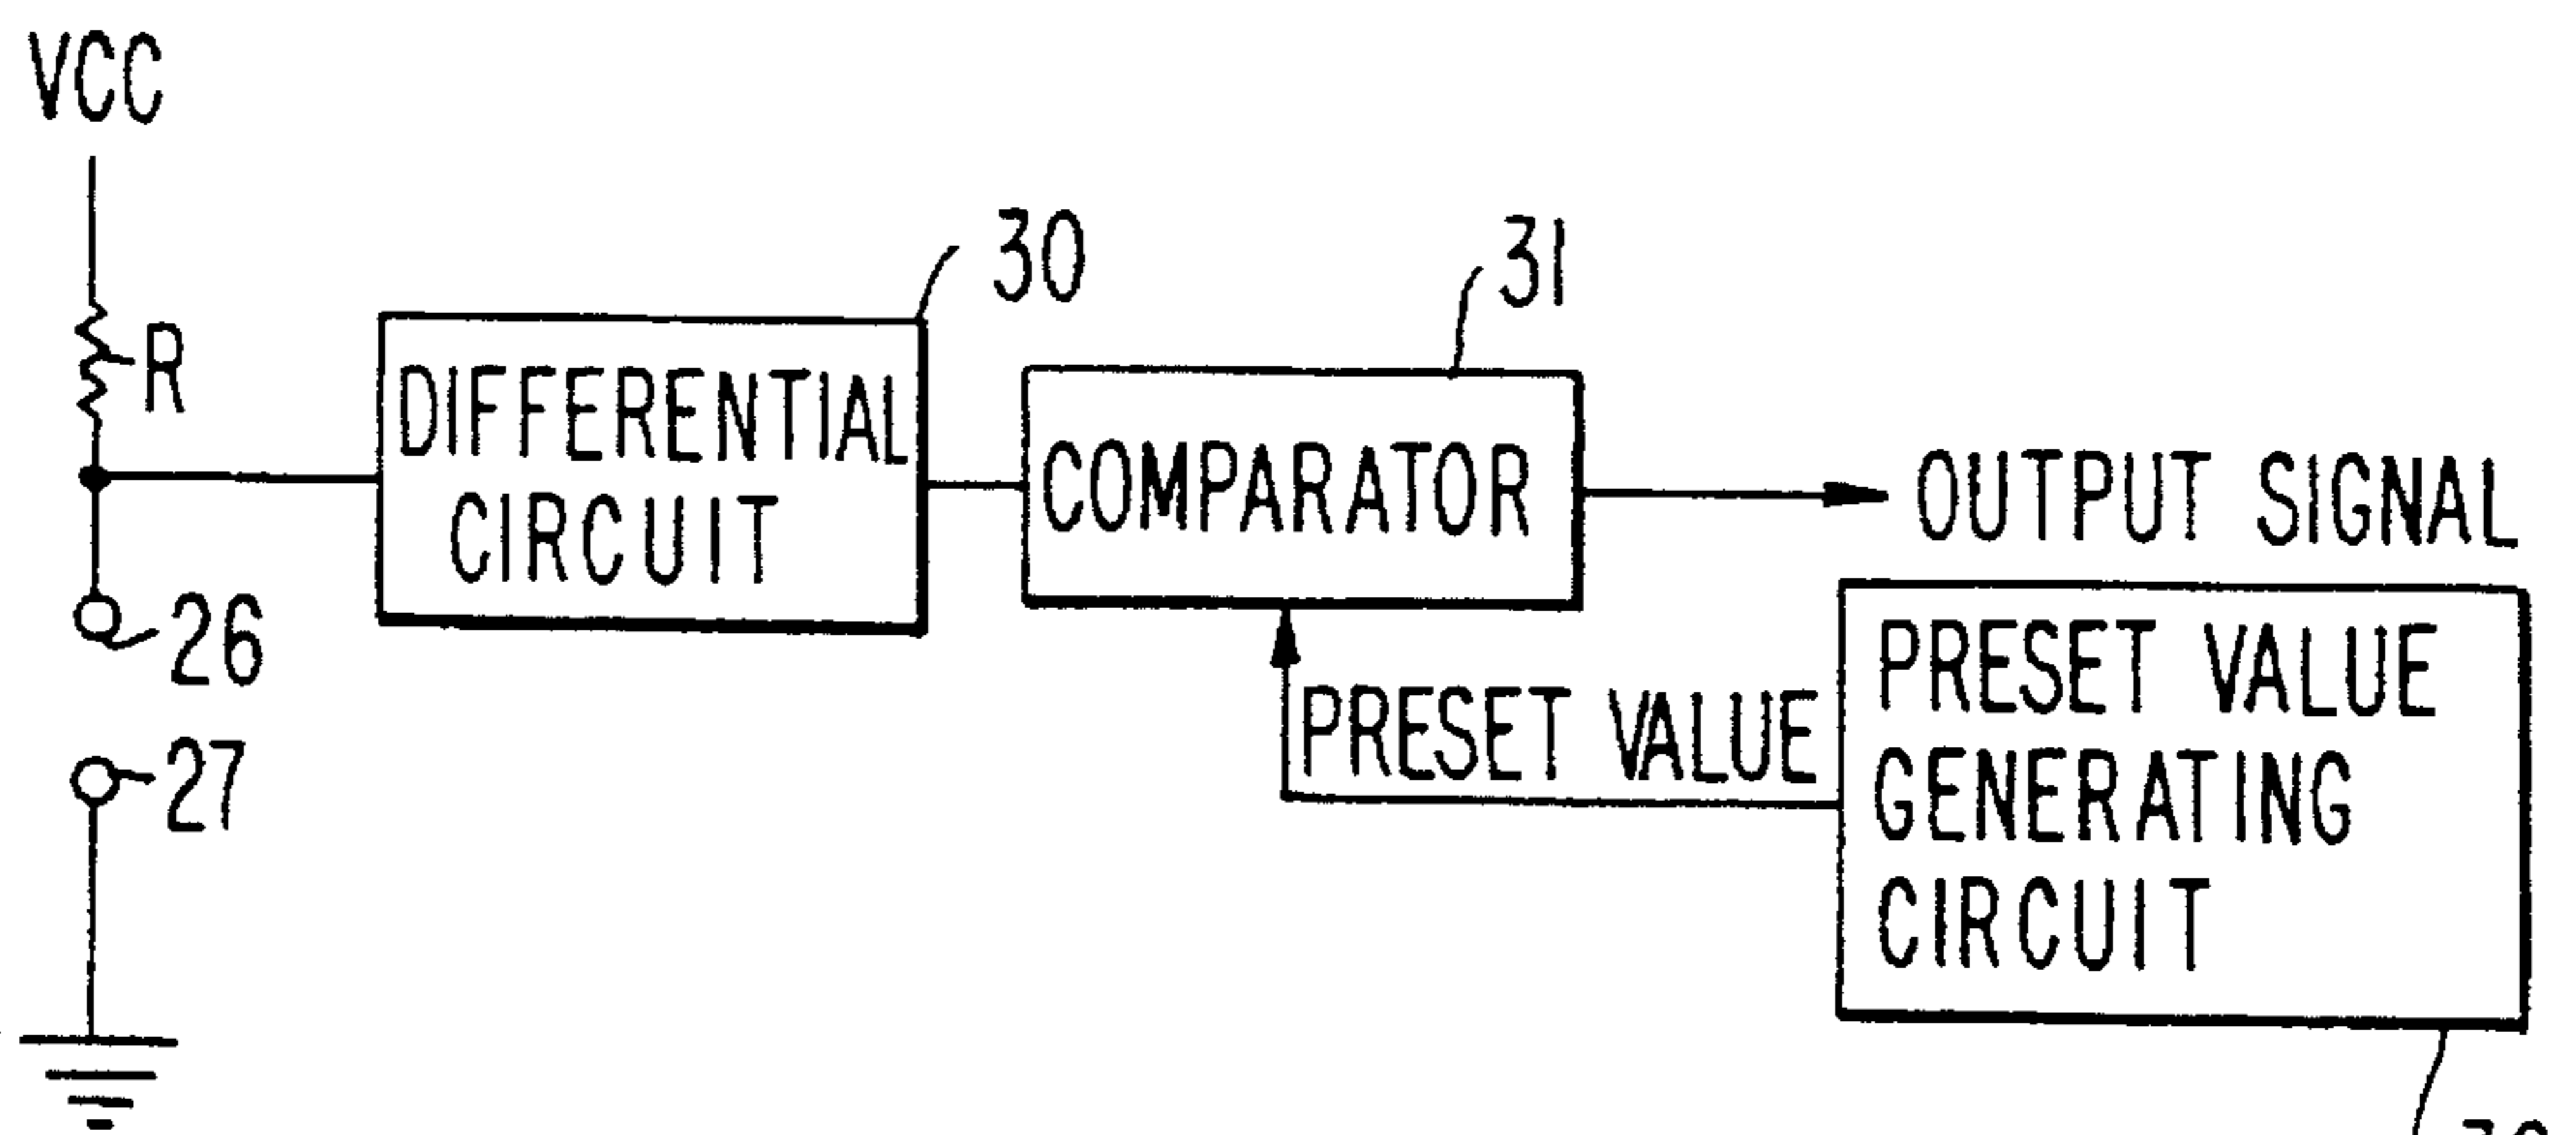 VCC
R
30
31
DIFFERENTIAL
CIRCUIT
COMPARATOR
OUTPUT SIGNAL
26
27
PRESET VALUE
PRESET VALUE
GENERATING
CIRCUIT